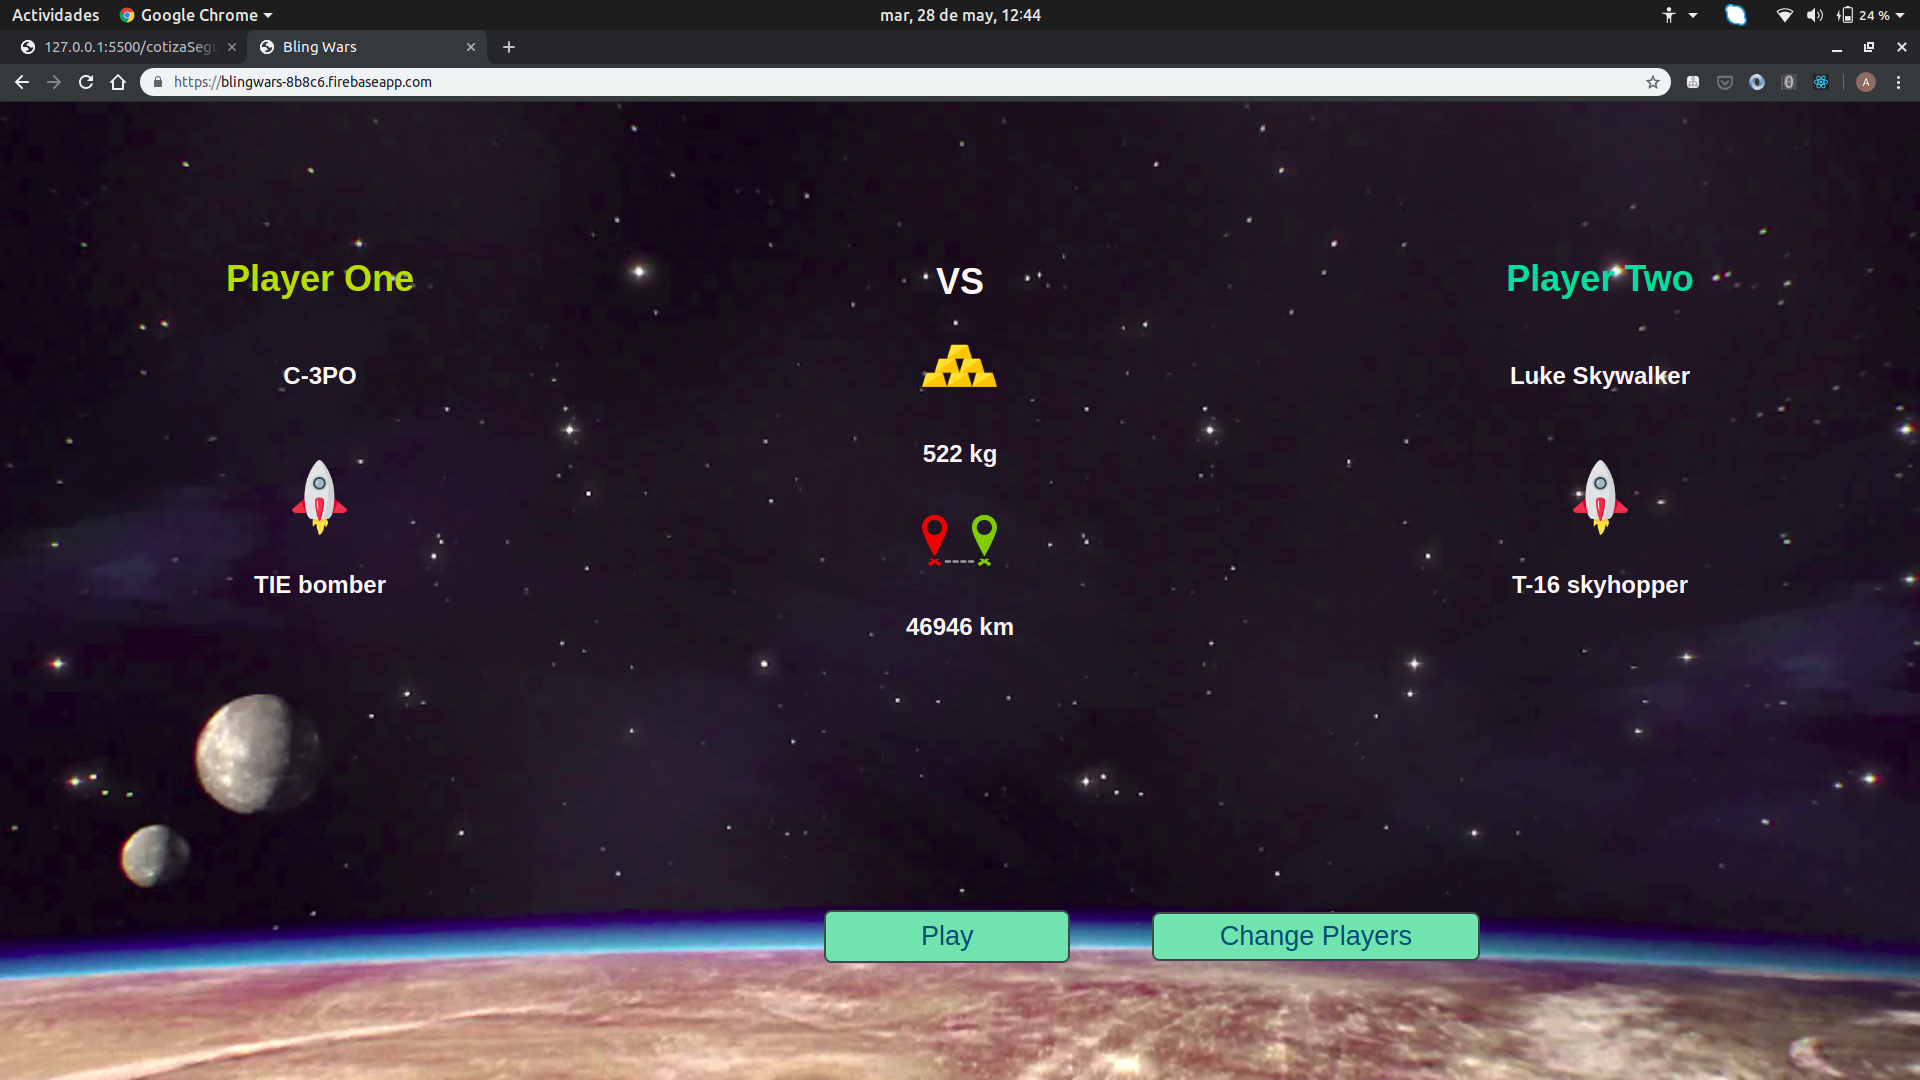 Actividades
Google Chrome
mar, 28 de may, 12:44
24 %
127.0.0.1:5500/cotizaSegu
Bling Wars
https://blingwars-8b8c6.firebaseapp.com
A
Player One
VS
Player Two
C-3PO
Luke Skywalker
522 kg
TIE bomber
T-16 skyhopper
46946 km
Play
Change Players